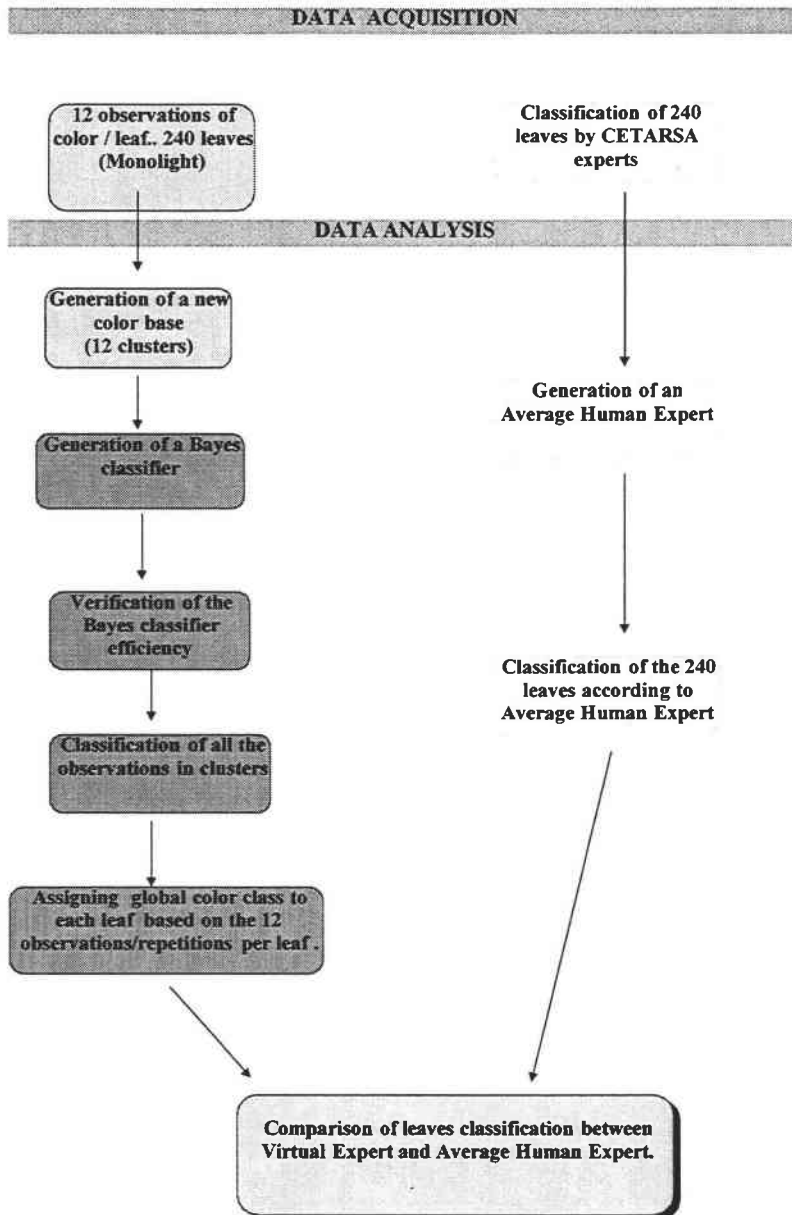 DATA ACQUISITION
12 observations of
color / leaf.. 240 leaves
(Monolight)
Classification of 240
leaves by CETARSA
experts
DATA ANALYSIS
Generation of a new
color base
(12 clusters)
Generation of an
Average Human Expert
Generation of a Bayes
classifier
Verification of the
Bayes classifier
efficiency
Classification of the 240
leaves according to
Average Human Expert
Classification of all the
observations in clusters
Assigning global color class to
each leaf based on the 12
observations/repetitions per leaf .
Comparison of leaves classification between
Virtual Expert and Average Human Expert.